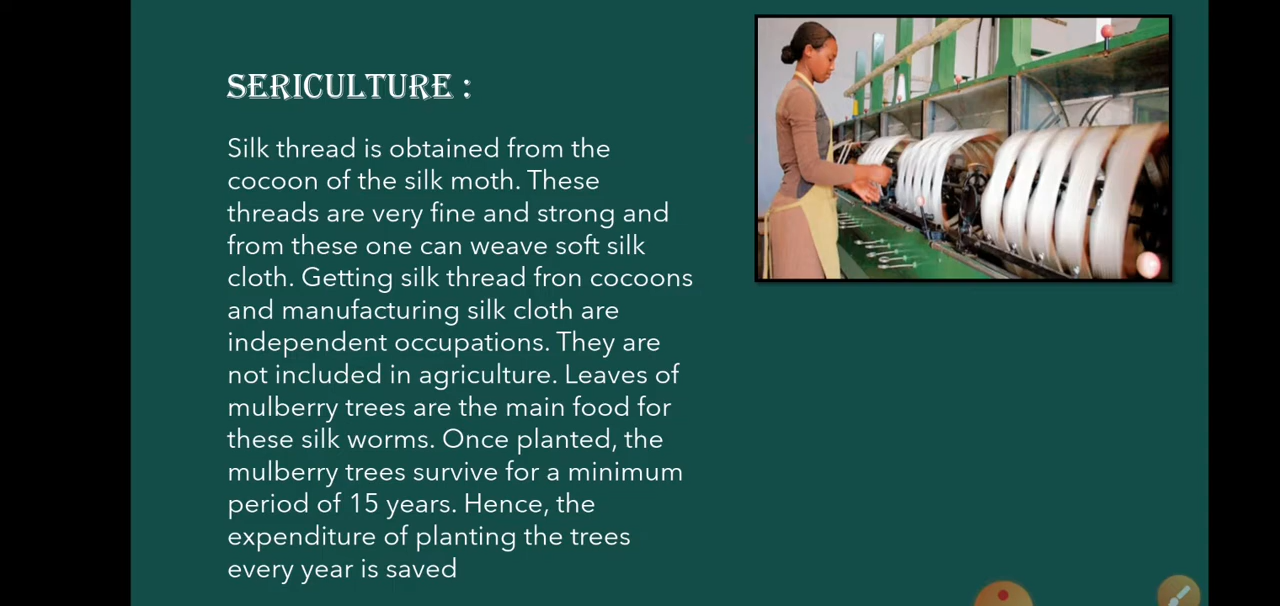 SERICULTURE :
Silk thread is obtained from the
cocoon of the silk moth. These
threads are very fine and strong and
from these one can weave soft silk
cloth. Getting silk thread fron cocoons
and manufacturing silk cloth are
independent occupations. They are
not included in agriculture. Leaves of
mulberry trees are the main food for
these silk worms. Once planted, the
mulberry trees survive for a minimum
period of 15 years. Hence, the
expenditure of planting the trees
every year is saved